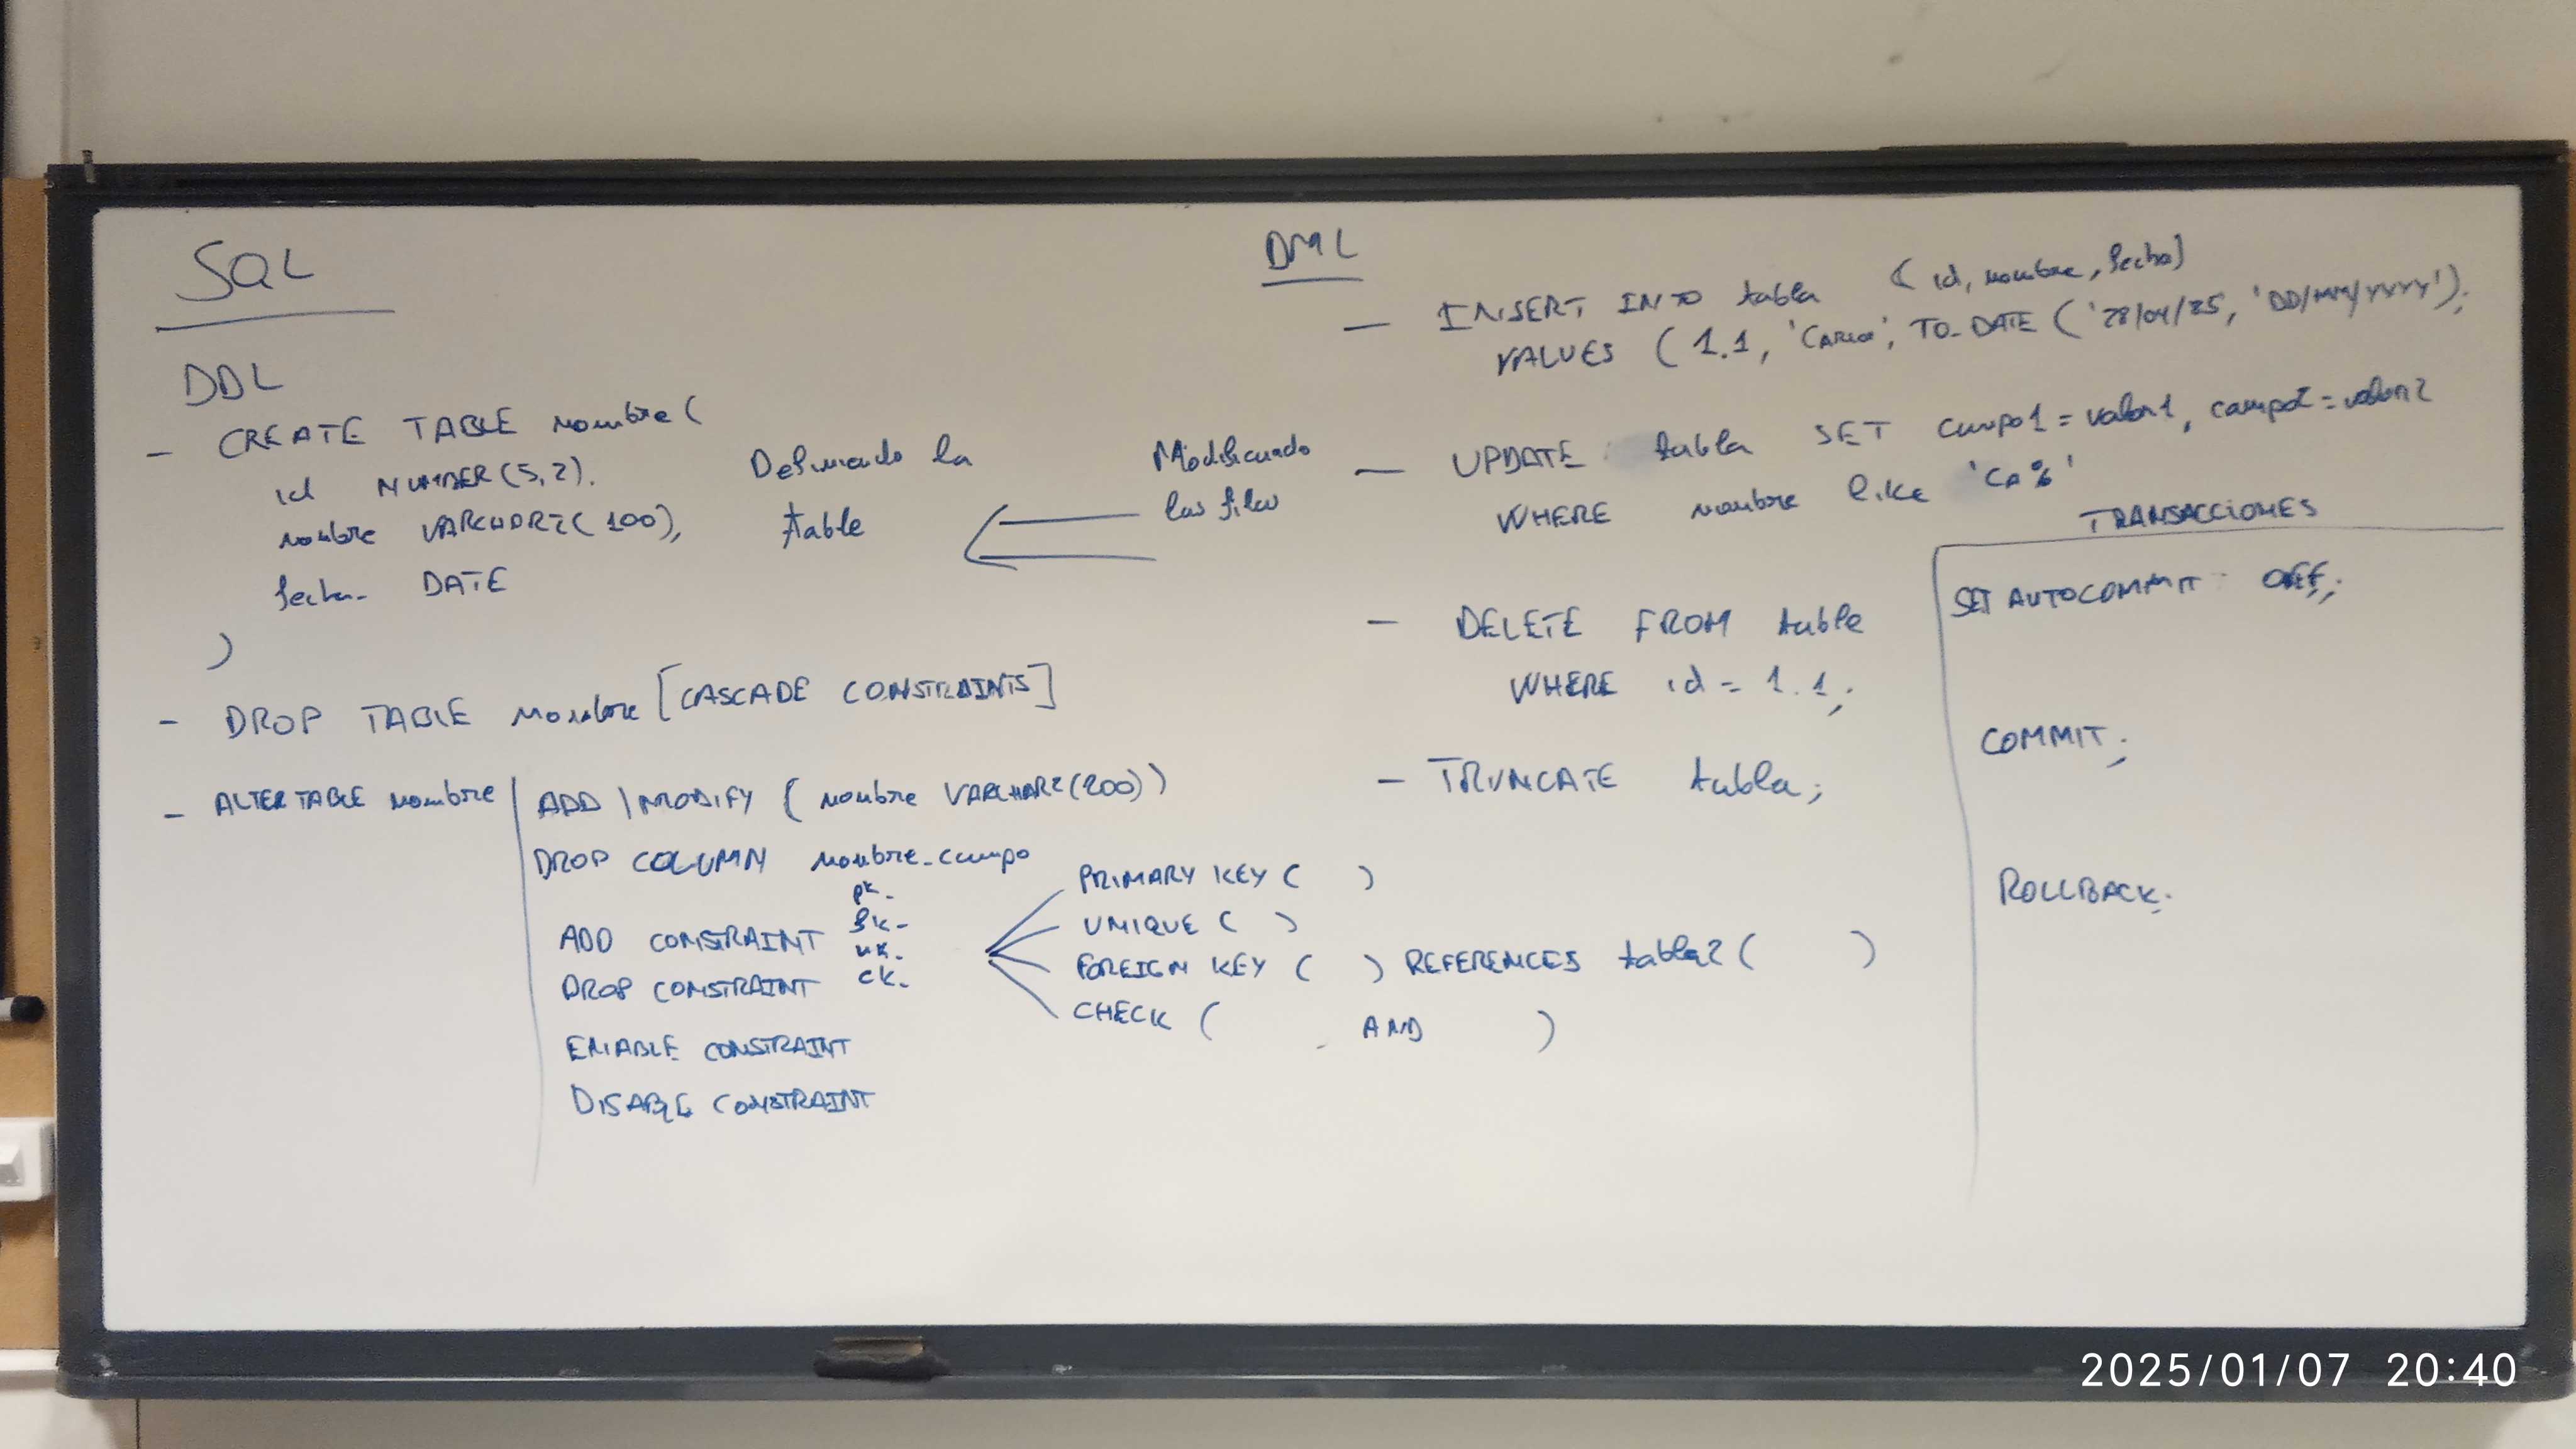 SQL
DDL
- CREATE TABLE nombre (
id NUMBER (5,2).
nombre VARCHAR2 (100),
fecha DATE
)
Definiendo la
table
Modificando
las filas
- DROP TABLE nombre [CASCADE CONSTRAINTS]
- ALTER TABLE nombre
ADD | MODIFY ( nombre VARCHAR2 (200))
DROP COLUMN nombre_campo
ADD CONSTRAINT
DROP CONSTRAINT
pk_
fk_
uk_
ck_
PRIMARY KEY ( )
UNIQUE ( )
FOREIGN KEY ( ) REFERENCES tabla2 ( )
CHECK ( AND )
ENABLE CONSTRAINT
DISABLE CONSTRAINT
DML
- INSERT INTO tabla ( id, nombre, fecha)
VALUES ( 1.1, 'Carlos', TO_DATE ( '28/04/25, 'DD/MM/YYYY');
- UPDATE tabla SET campo1 = valor1, campo2 = valor2
WHERE nombre like 'CA%'
- DELETE FROM table
WHERE id = 1.1;
- TRUNCATE tabla;
TRANSACCIONES
SET AUTOCOMMIT OFF;
COMMIT;
ROLLBACK;
2025/01/07 20:40